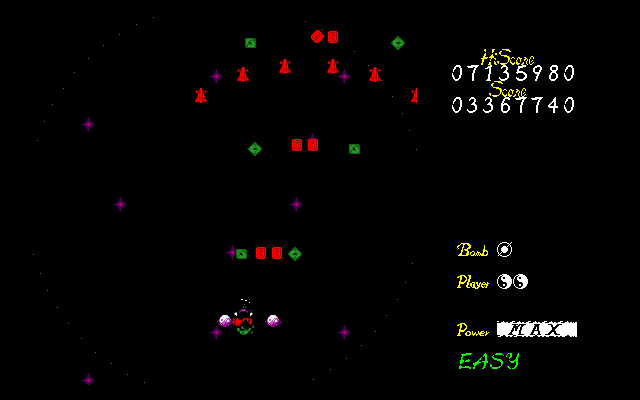 HiScore
07135980
Score
03367740
Bomb
Player
Power MAX
EASY